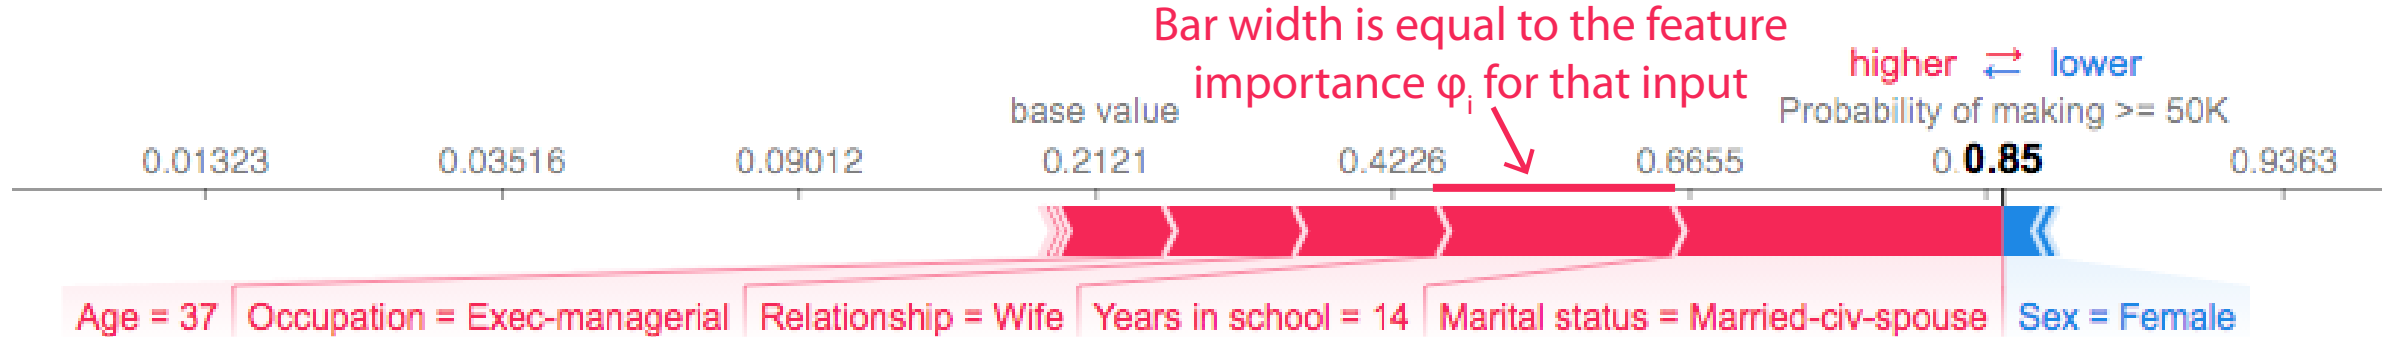 Bar width is equal to the feature
importance φi for that input
higher ⇄ lower
base value
Probability of making >= 50K
0.01323 0.03516 0.09012 0.2121 0.4226 0.6655 0. 0.85 0.9363
Age = 37 Occupation = Exec-managerial Relationship = Wife Years in school = 14 Marital status = Married-civ-spouse Sex = Female